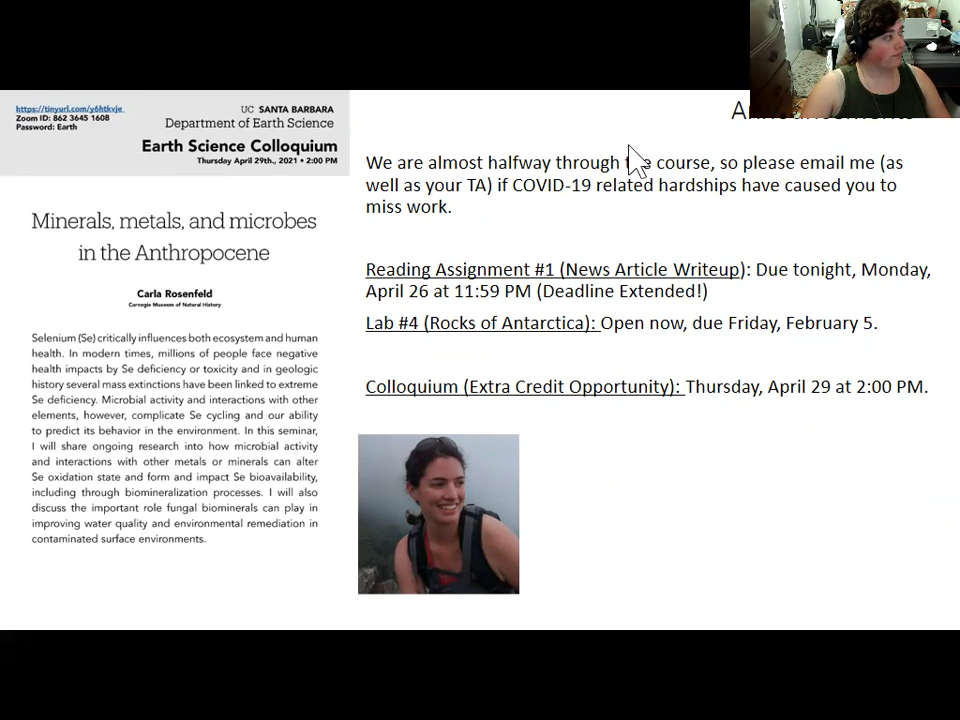 https://tinyurl.com/y6htkvje
Zoom ID: 862 3645 1608
Password: Earth
UC SANTA BARBARA
Department of Earth Science
Earth Science Colloquium
Thursday April 29th., 2021 • 2:00 PM
Minerals, metals, and microbes
in the Anthropocene
Carla Rosenfeld
Carnegie Museum of Natural History
Selenium (Se) critically influences both ecosystem and human
health. In modern times, millions of people face negative
health impacts by Se deficiency or toxicity and in geologic
history several mass extinctions have been linked to extreme
Se deficiency. Microbial activity and interactions with other
elements, however, complicate Se cycling and our ability
to predict its behavior in the environment. In this seminar,
I will share ongoing research into how microbial activity
and interactions with other metals or minerals can alter
Se oxidation state and form and impact Se bioavailability,
including through biomineralization processes. I will also
discuss the important role fungal biominerals can play in
improving water quality and environmental remediation in
contaminated surface environments.
We are almost halfway through the course, so please email me (as
well as your TA) if COVID-19 related hardships have caused you to
miss work.
Reading Assignment #1 (News Article Writeup): Due tonight, Monday,
April 26 at 11:59 PM (Deadline Extended!)
Lab #4 (Rocks of Antarctica): Open now, due Friday, February 5.
Colloquium (Extra Credit Opportunity): Thursday, April 29 at 2:00 PM.